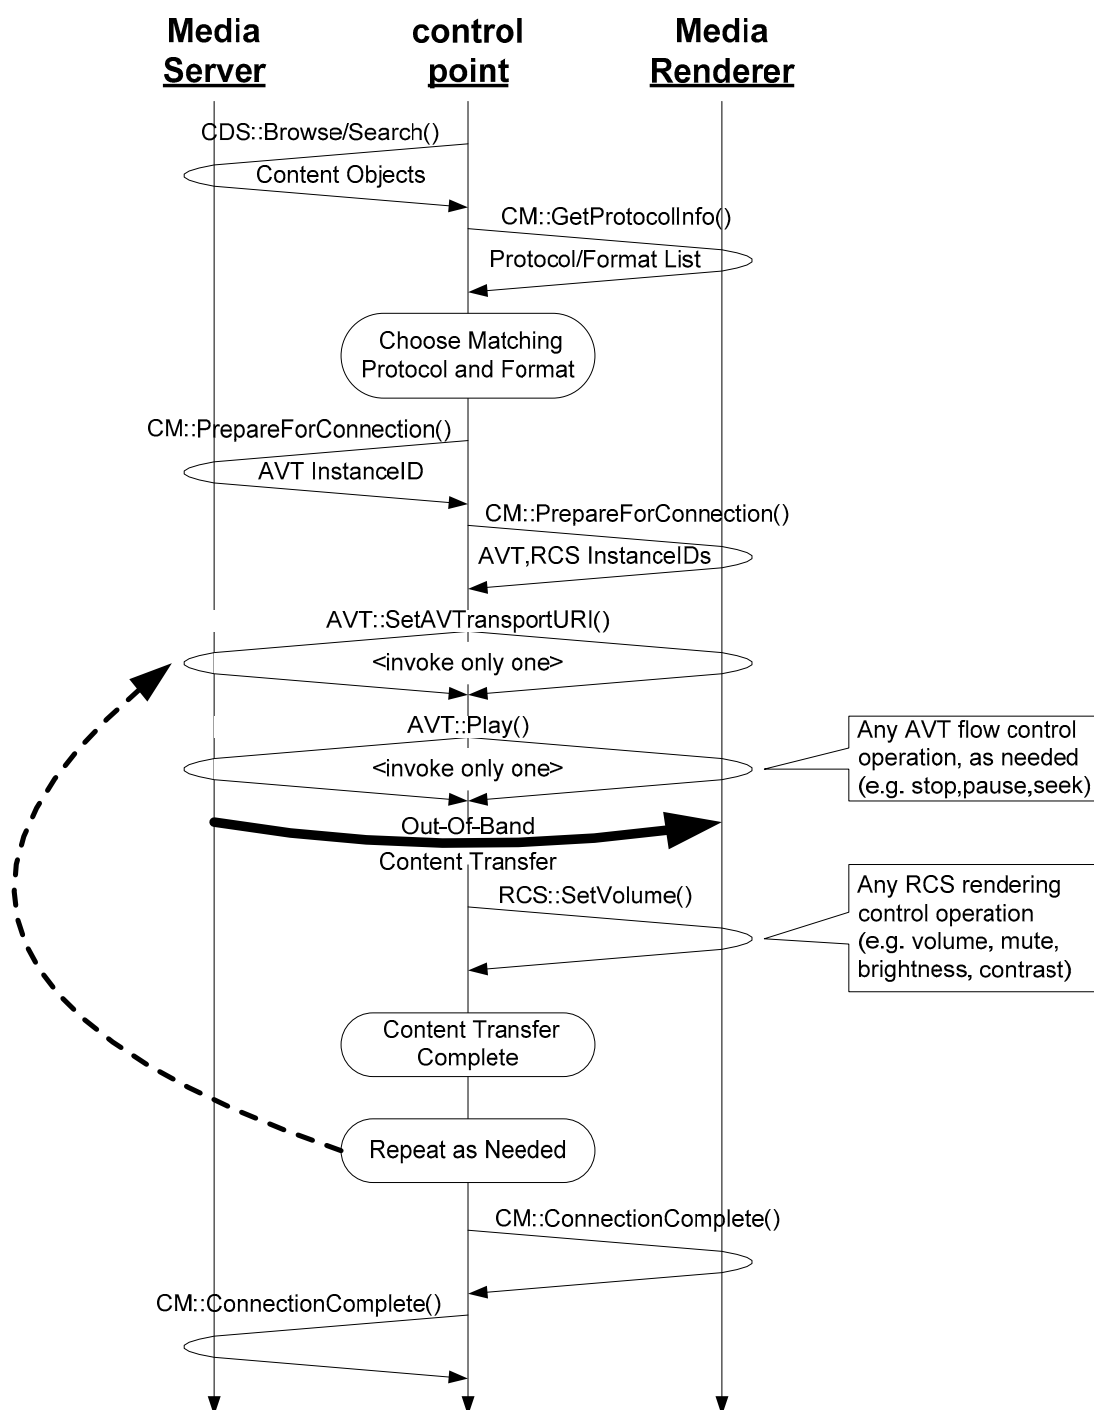 Media
Server
control
point
Media
Renderer
CDS::Browse/Search()
Content Objects
CM::GetProtocolInfo()
Protocol/Format List
Choose Matching
Protocol and Format
CM::PrepareForConnection()
AVT InstanceID
CM::PrepareForConnection()
AVT,RCS InstanceIDs
AVT::SetAVTransportURI()
<invoke only one>
AVT::Play()
<invoke only one>
Any AVT flow control
operation, as needed
(e.g. stop,pause,seek)
Out-Of-Band
Content Transfer
RCS::SetVolume()
Any RCS rendering
control operation
(e.g. volume, mute,
brightness, contrast)
Content Transfer
Complete
Repeat as Needed
CM::ConnectionComplete()
CM::ConnectionComplete()